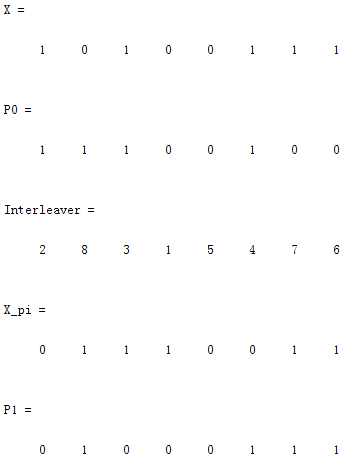 X =
1 0 1 0 0 1 1 1
P0 =
1 1 1 0 0 1 0 0
Interleaver =
2 8 3 1 5 4 7 6
X_pi =
0 1 1 1 0 0 1 1
P1 =
0 1 0 0 0 1 1 1